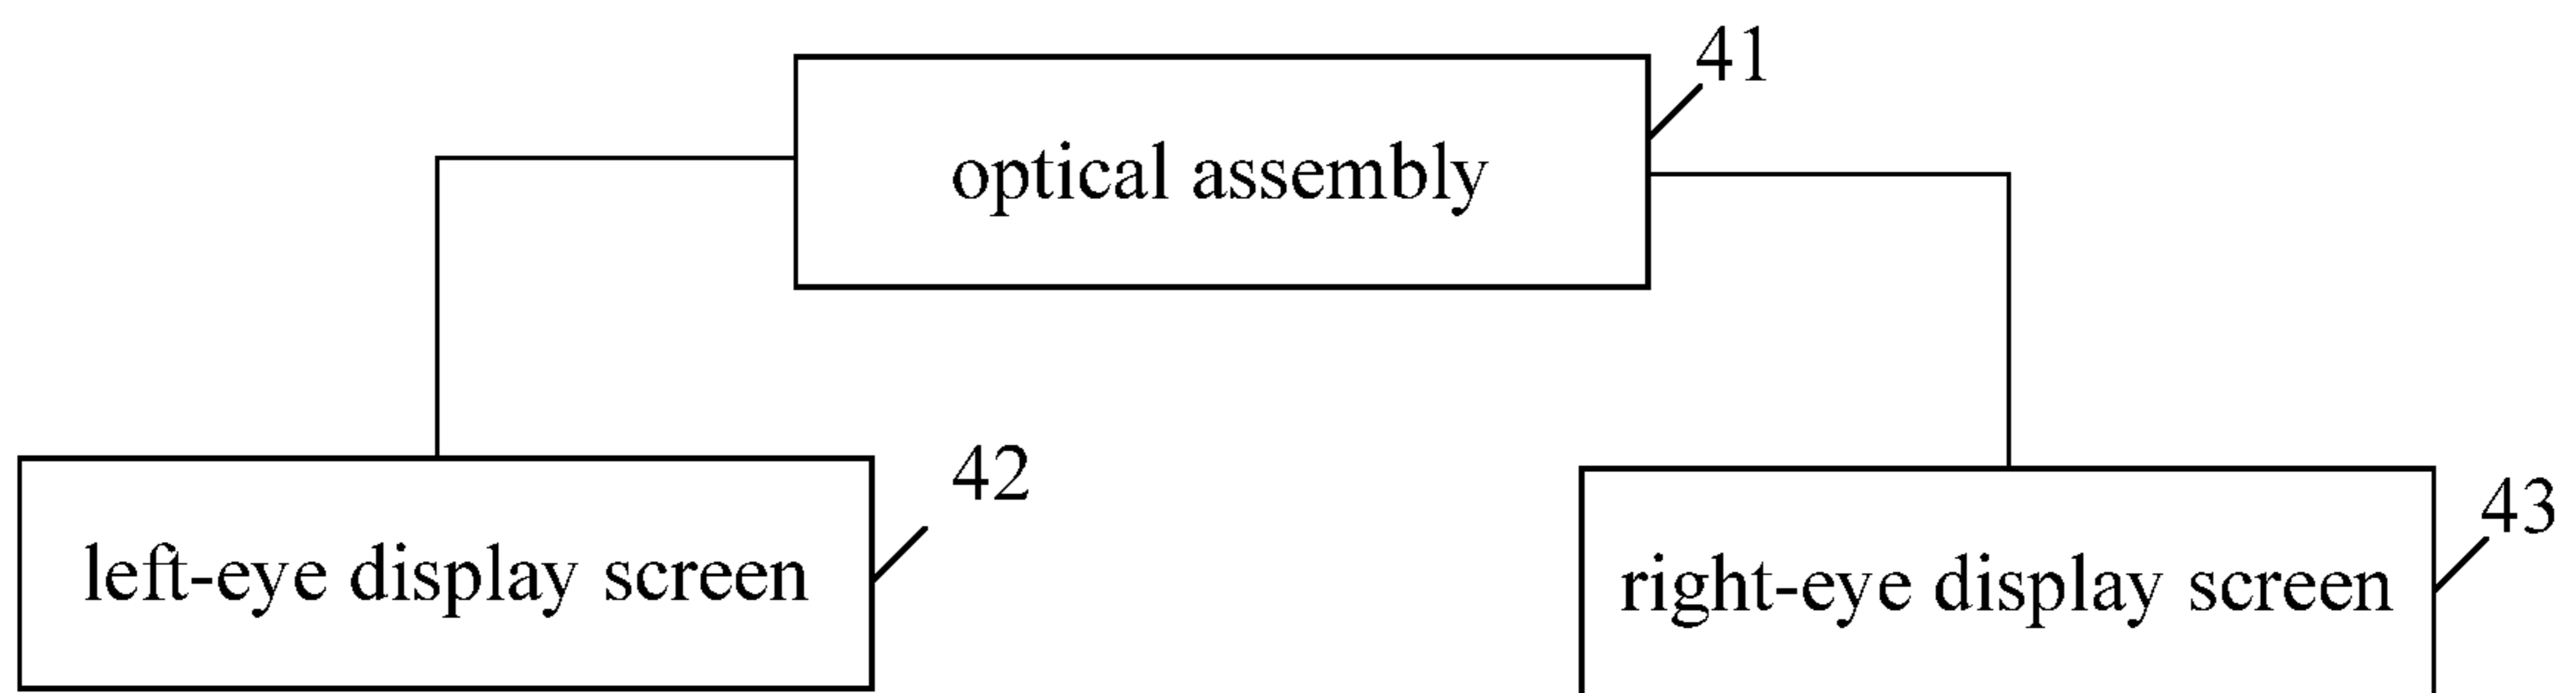 41
optical assembly
42
left-eye display screen
43
right-eye display screen